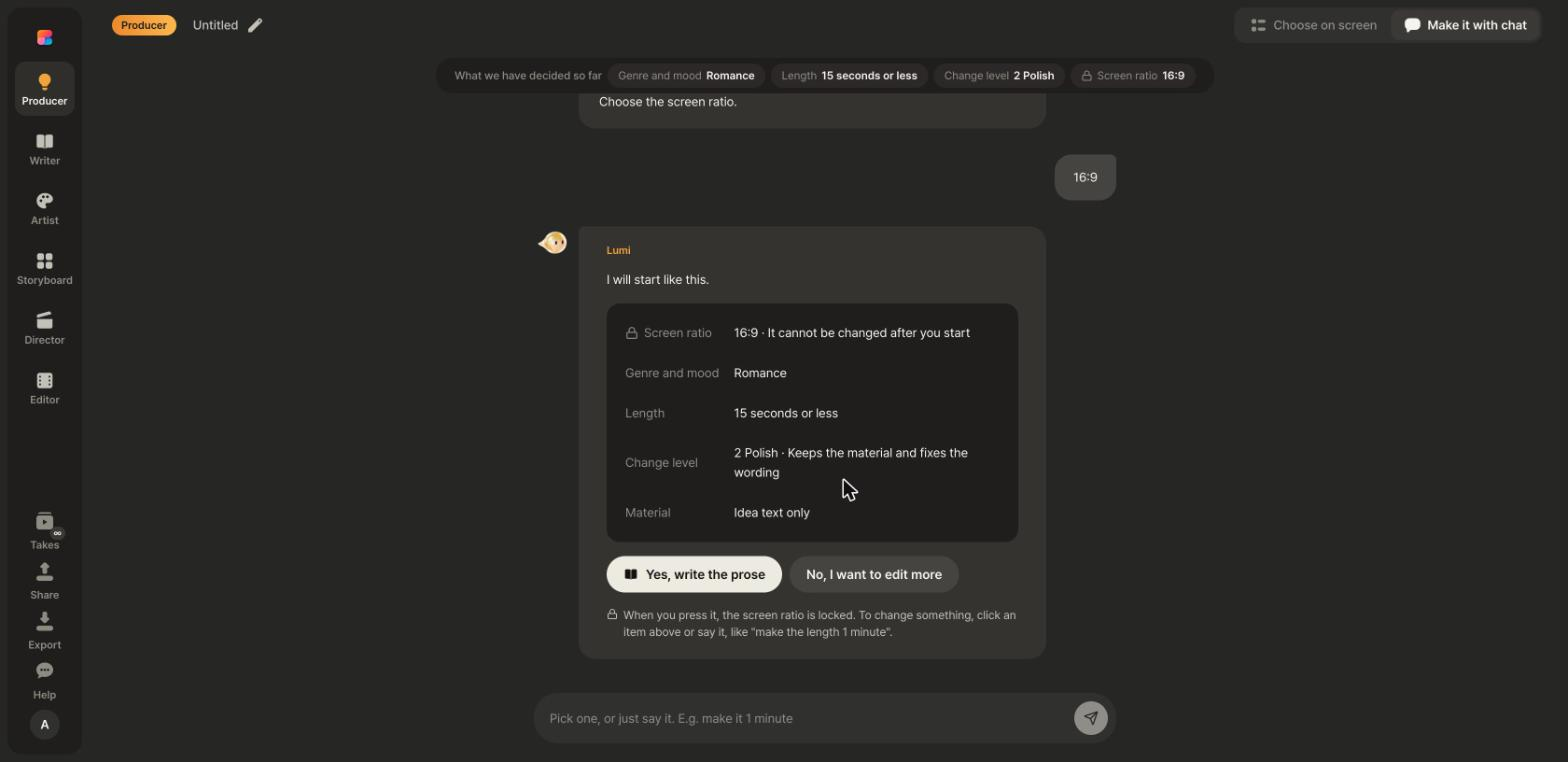 Producer
Untitled
Choose on screen
Make it with chat
What we have decided so far
Genre and mood Romance
Length 15 seconds or less
Change level 2 Polish
Screen ratio 16:9
Producer
Writer
Artist
Storyboard
Director
Editor
Takes
∞
Share
Export
Help
A
Choose the screen ratio.
16:9
Lumi
I will start like this.
Screen ratio 16:9 · It cannot be changed after you start
Genre and mood Romance
Length 15 seconds or less
Change level 2 Polish · Keeps the material and fixes the
wording
Material Idea text only
Yes, write the prose
No, I want to edit more
When you press it, the screen ratio is locked. To change something, click an
item above or say it, like "make the length 1 minute".
Pick one, or just say it. E.g. make it 1 minute